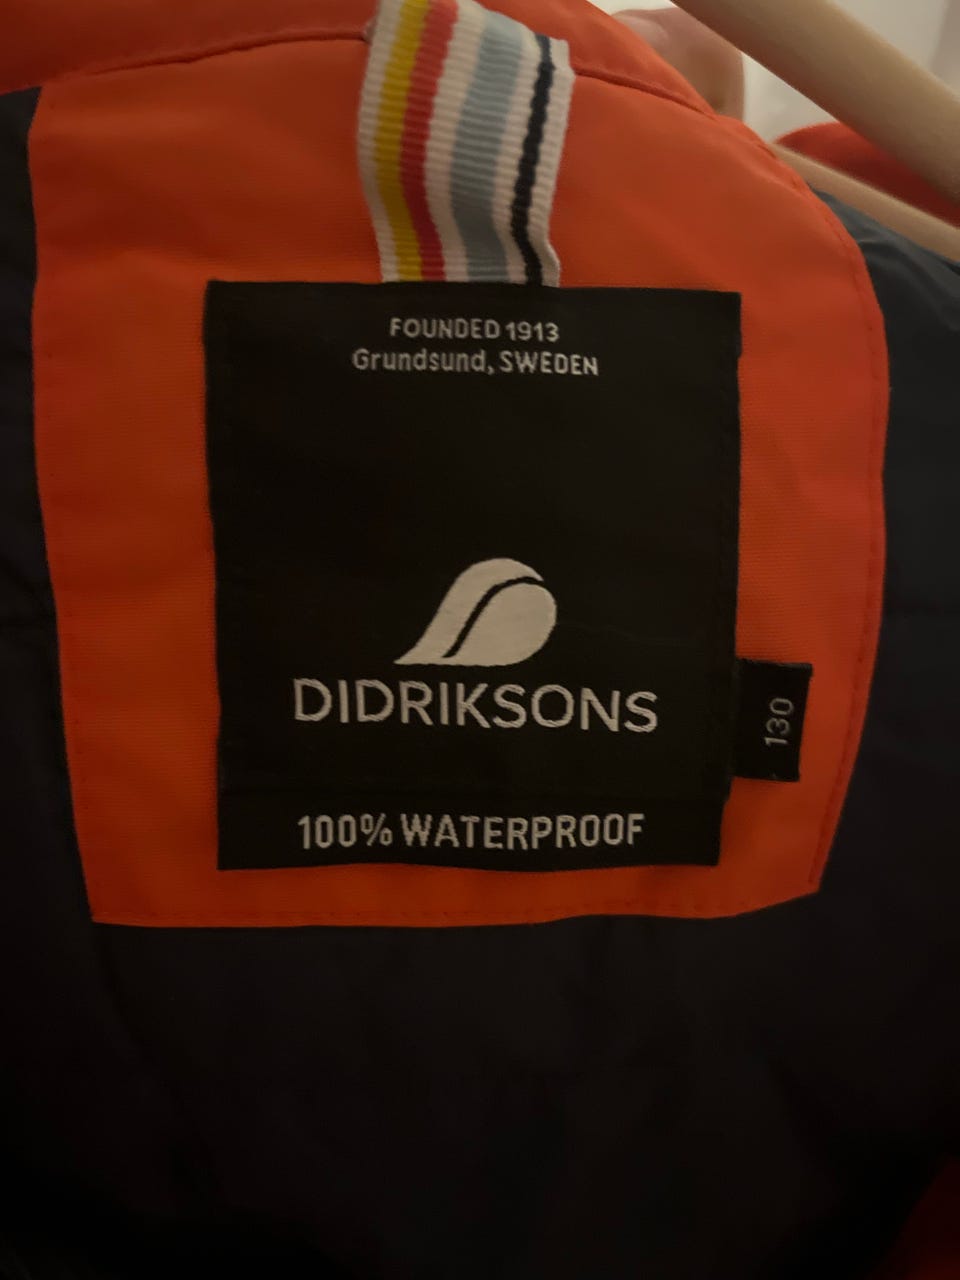 FOUNDED 1913
Grundsund, SWEDEN
DIDRIKSONS
130
100% WATERPROOF